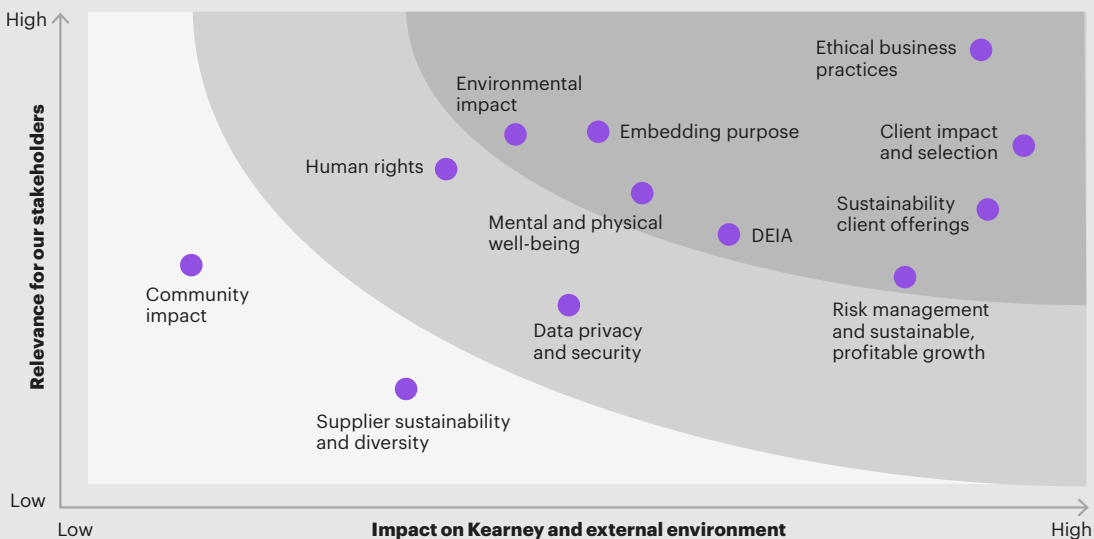 High
Relevance for our stakeholders
Ethical business
practices
Environmental
impact
Embedding purpose
Client impact
and selection
Human rights
Mental and physical
well-being
Sustainability
client offerings
DEIA
Community
impact
Risk management
and sustainable,
profitable growth
Data privacy
and security
Supplier sustainability
and diversity
Low
Low
Impact on Kearney and external environment
High